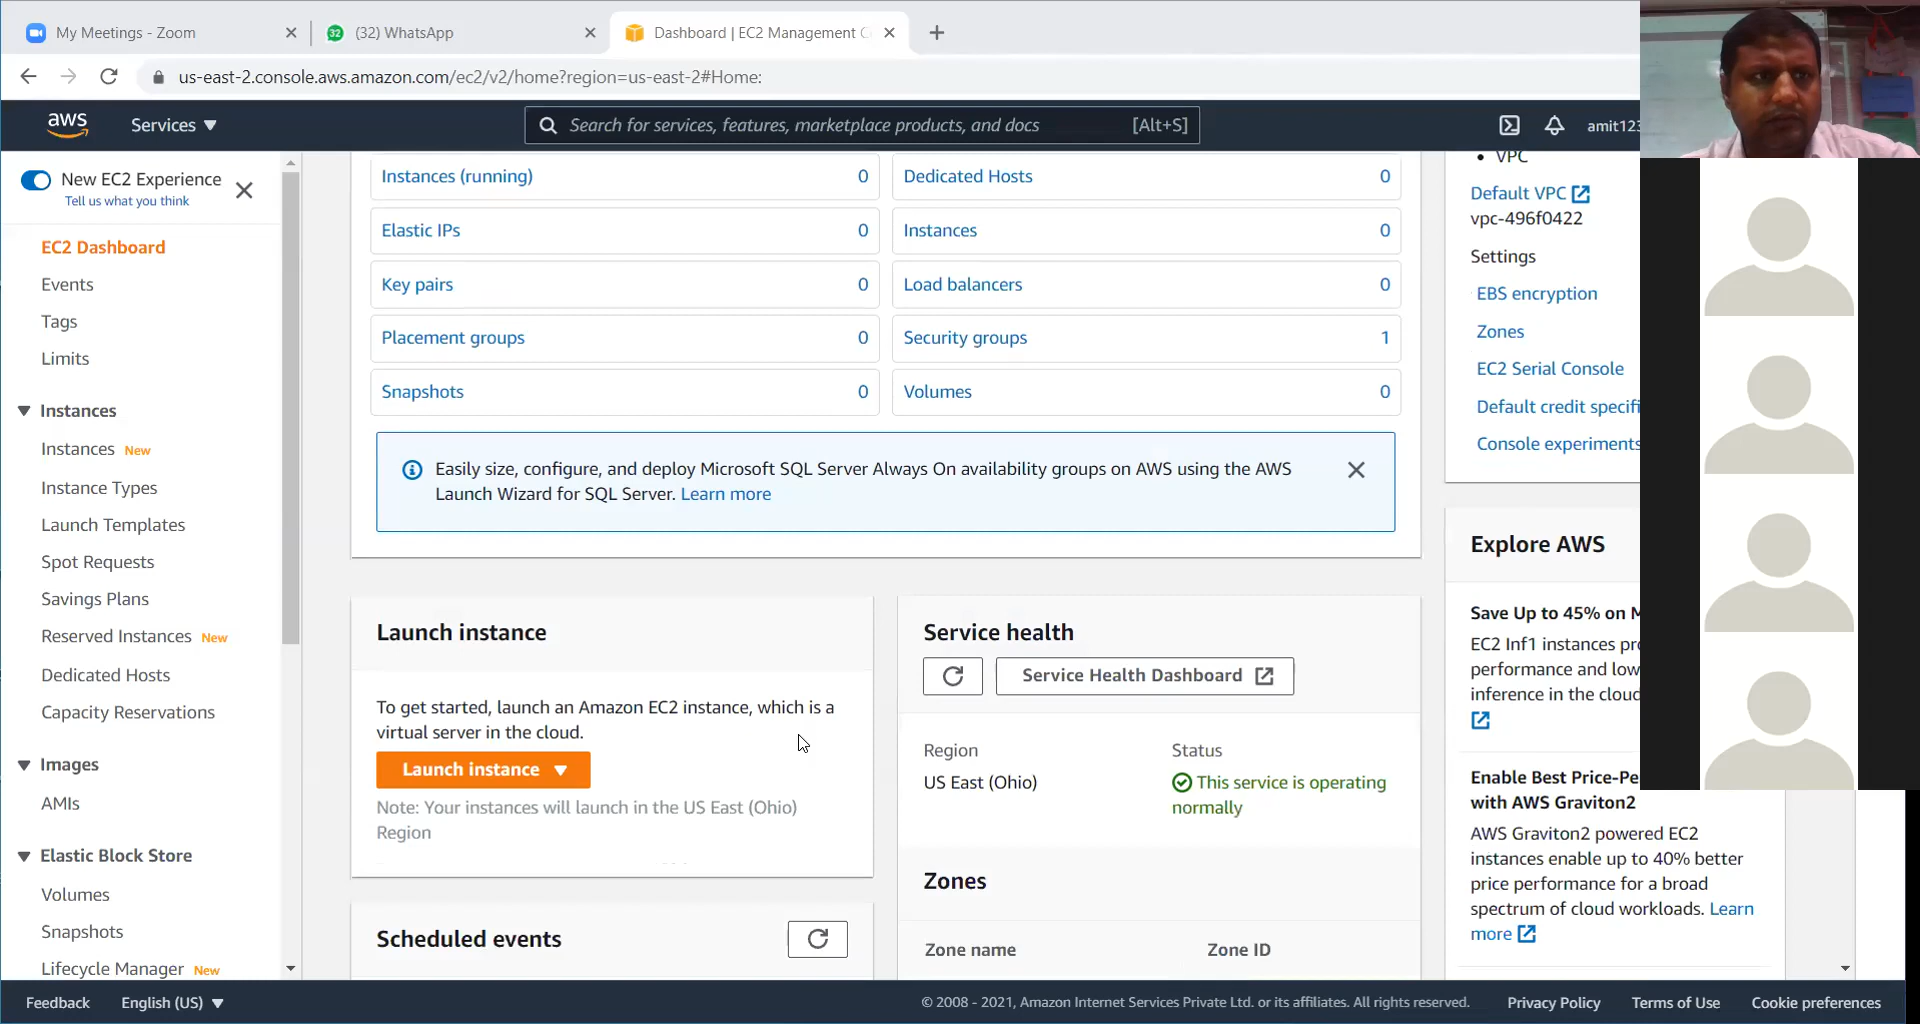 My Meetings - Zoom
32
(32) WhatsApp
Dashboard | EC2 Management C
us-east-2.console.aws.amazon.com/ec2/v2/home?region=us-east-2#Home:
aws
Services
Search for services, features, marketplace products, and docs
[Alt+S]
amit123
New EC2 Experience
Tell us what you think
EC2 Dashboard
Events
Tags
Limits
Instances
Instances New
Instance Types
Launch Templates
Spot Requests
Savings Plans
Reserved Instances New
Dedicated Hosts
Capacity Reservations
Images
AMIs
Elastic Block Store
Volumes
Snapshots
Lifecycle Manager New
Instances (running) 0
Dedicated Hosts 0
Elastic IPs 0
Instances 0
Key pairs 0
Load balancers 0
Placement groups 0
Security groups 1
Snapshots 0
Volumes 0
Easily size, configure, and deploy Microsoft SQL Server Always On availability groups on AWS using the AWS
Launch Wizard for SQL Server. Learn more
Launch instance
To get started, launch an Amazon EC2 instance, which is a
virtual server in the cloud.
Launch instance
Note: Your instances will launch in the US East (Ohio)
Region
Scheduled events
Service health
Service Health Dashboard
Region
Status
US East (Ohio)
This service is operating
normally
Zones
Zone name
Zone ID
• VPC
Default VPC
vpc-496f0422
Settings
EBS encryption
Zones
EC2 Serial Console
Default credit specifi
Console experiments
Explore AWS
Save Up to 45% on M
EC2 Inf1 instances pr
performance and low
inference in the cloud
Enable Best Price-Pe
with AWS Graviton2
AWS Graviton2 powered EC2
instances enable up to 40% better
price performance for a broad
spectrum of cloud workloads. Learn
more
Feedback
English (US)
© 2008 - 2021, Amazon Internet Services Private Ltd. or its affiliates. All rights reserved.
Privacy Policy
Terms of Use
Cookie preferences